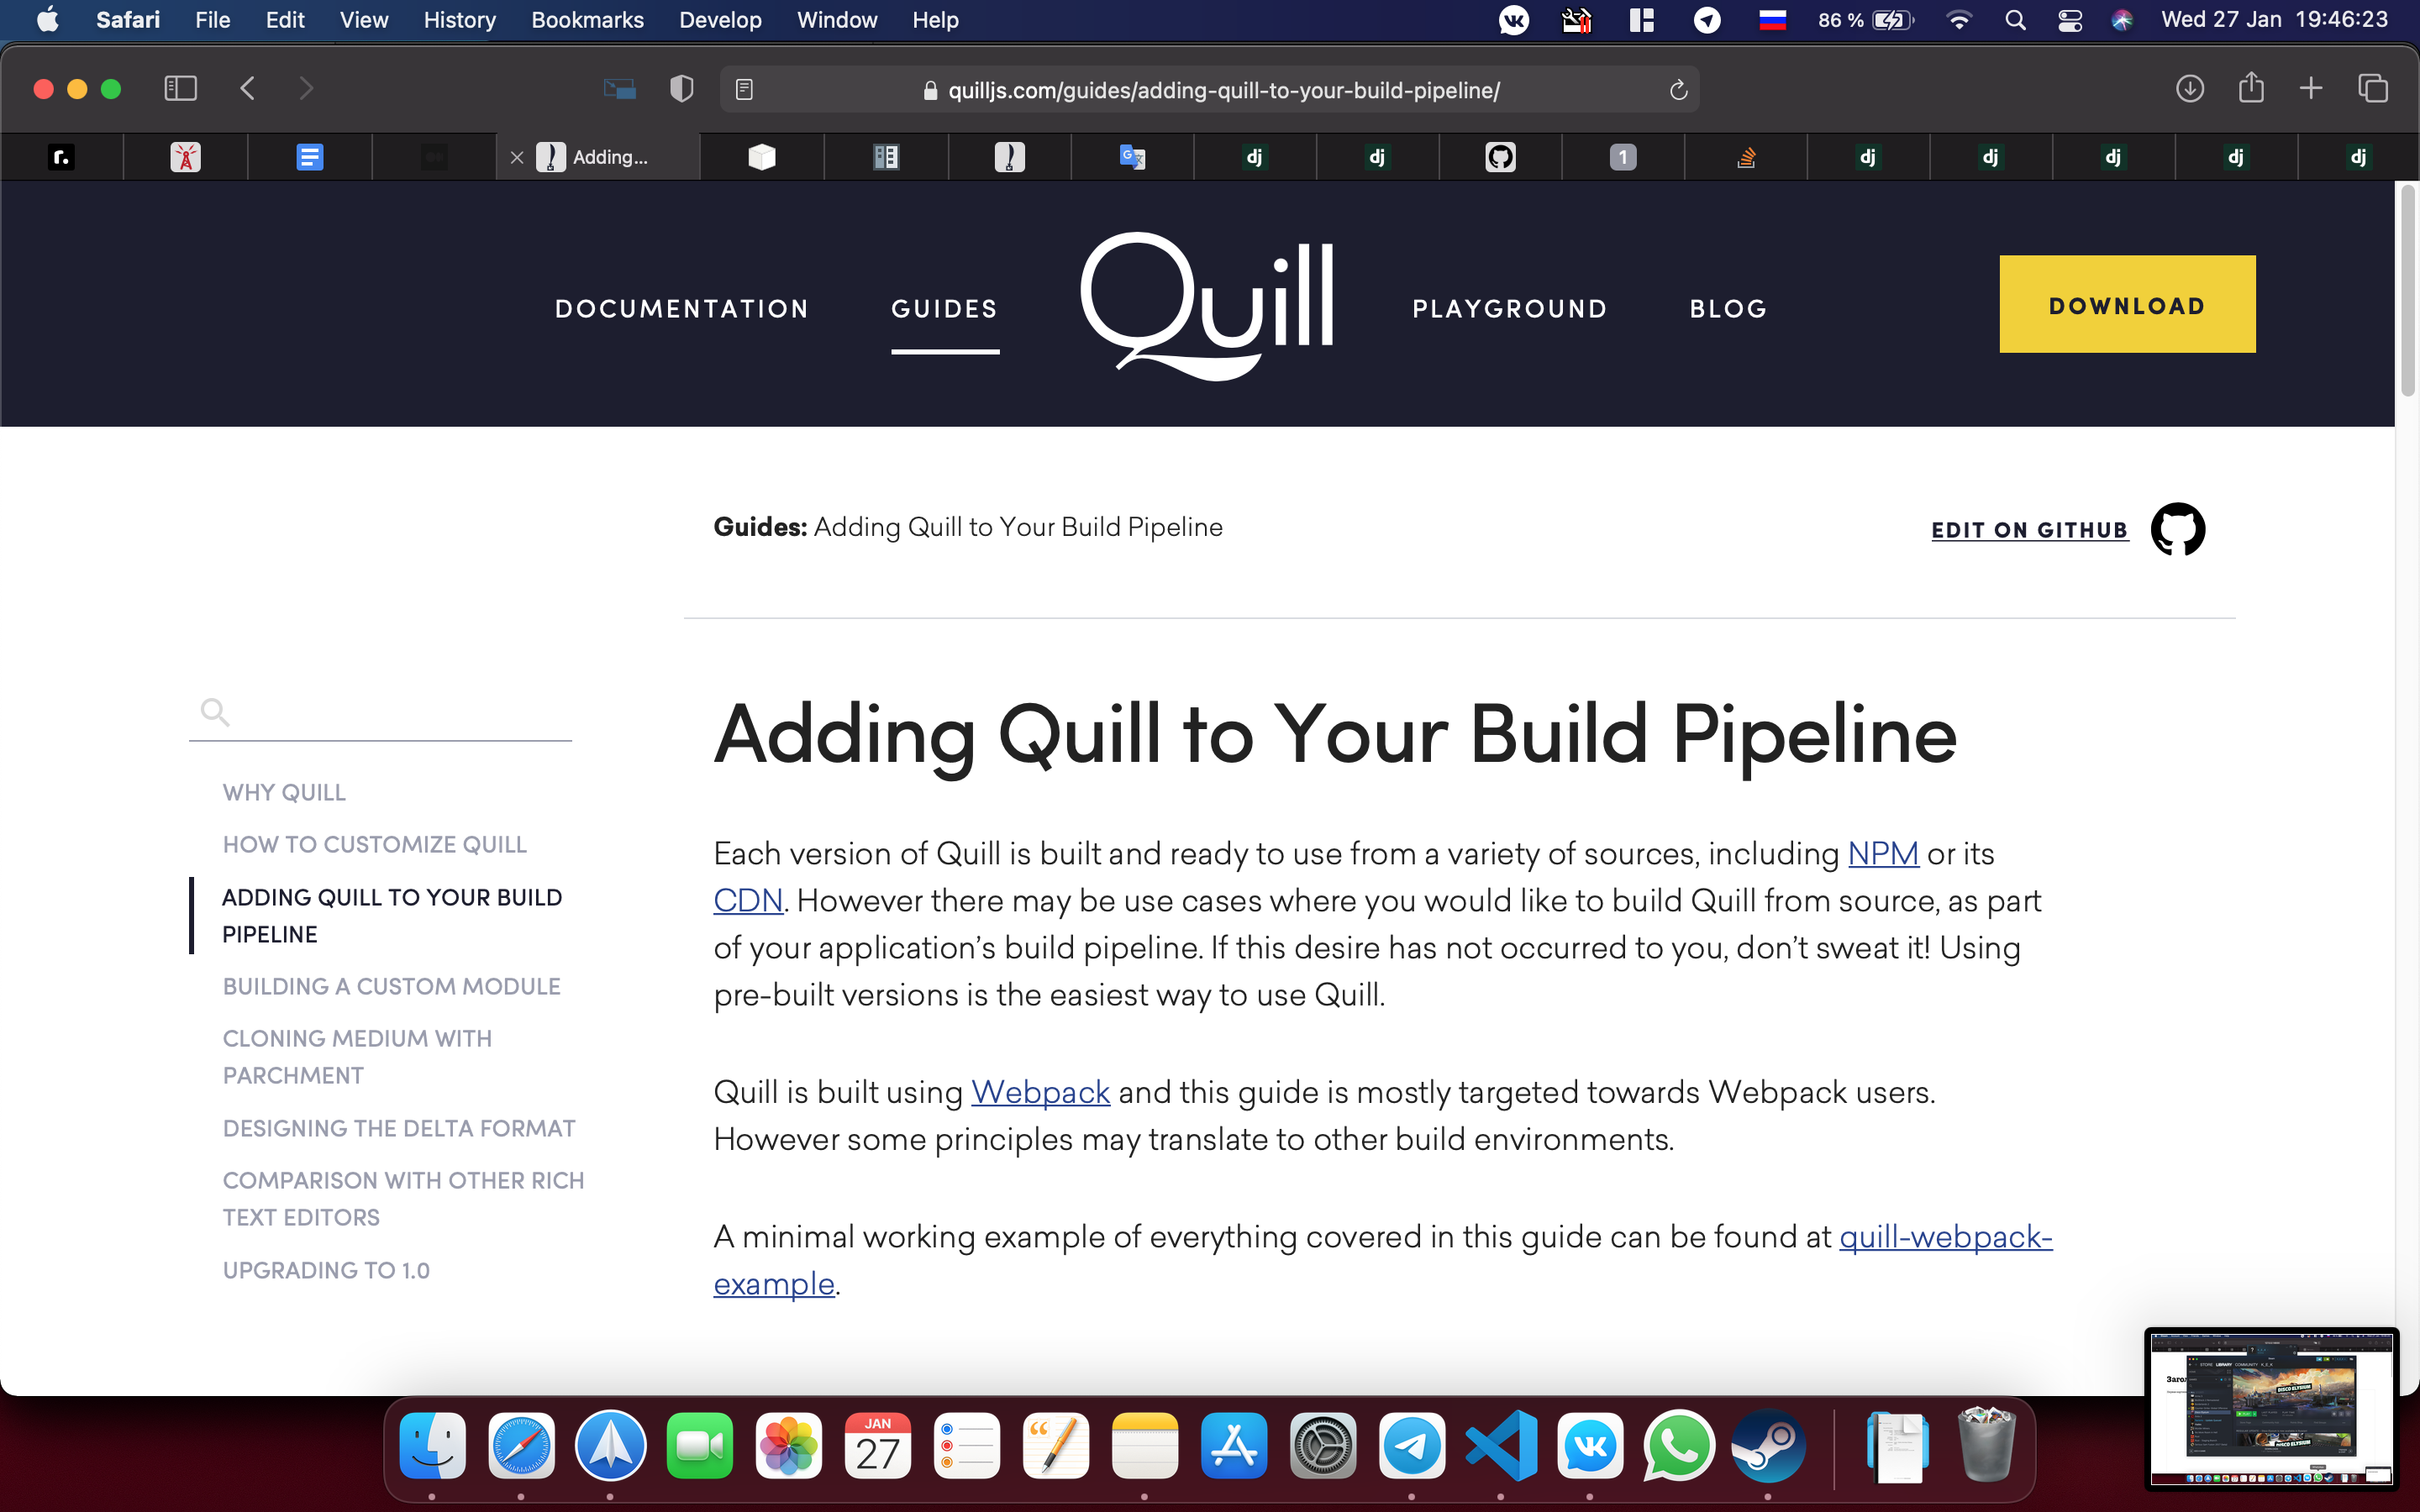 Safari File Edit View History Bookmarks Develop Window Help 86 % Wed 27 Jan 19:46:23
quilljs.com/guides/adding-quill-to-your-build-pipeline/
r. Adding... dj dj 1 dj dj dj dj dj
DOCUMENTATION GUIDES Quill PLAYGROUND BLOG DOWNLOAD
Guides: Adding Quill to Your Build Pipeline EDIT ON GITHUB
WHY QUILL
HOW TO CUSTOMIZE QUILL
ADDING QUILL TO YOUR BUILD
PIPELINE
BUILDING A CUSTOM MODULE
CLONING MEDIUM WITH
PARCHMENT
DESIGNING THE DELTA FORMAT
COMPARISON WITH OTHER RICH
TEXT EDITORS
UPGRADING TO 1.0
Adding Quill to Your Build Pipeline
Each version of Quill is built and ready to use from a variety of sources, including NPM or its
CDN. However there may be use cases where you would like to build Quill from source, as part
of your application’s build pipeline. If this desire has not occurred to you, don’t sweat it! Using
pre-built versions is the easiest way to use Quill.
Quill is built using Webpack and this guide is mostly targeted towards Webpack users.
However some principles may translate to other build environments.
A minimal working example of everything covered in this guide can be found at quill-webpack-
example.
STORE LIBRARY COMMUNITY
DISCO ELYSIUM
JAN
27